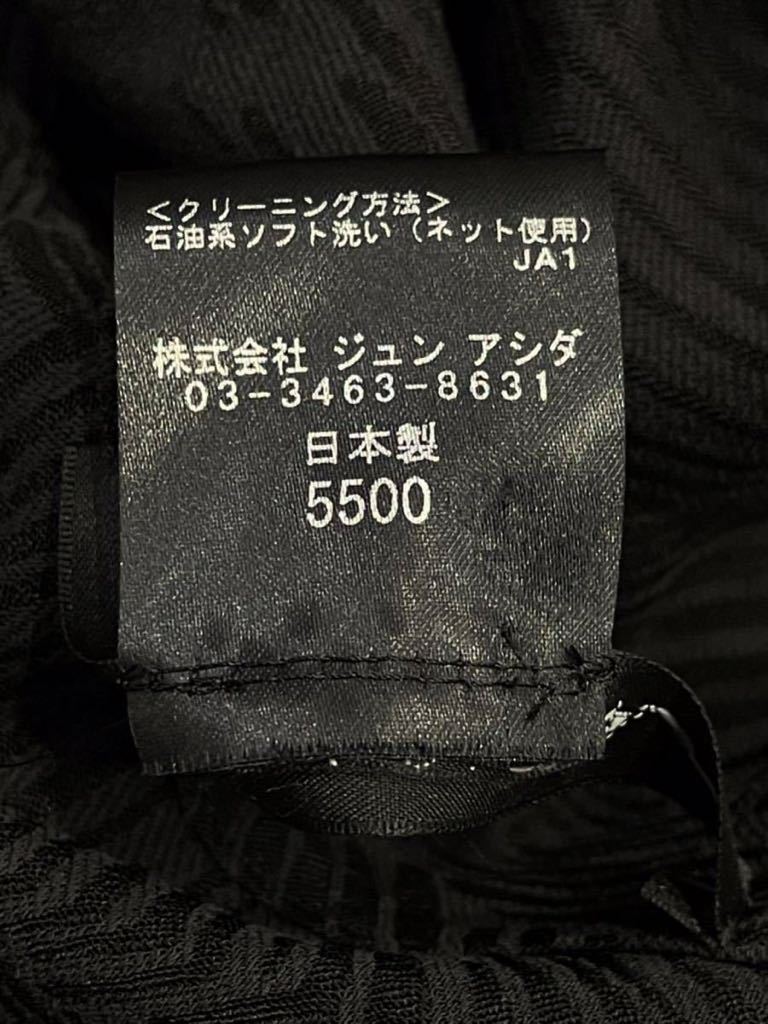 ＜クリーニング方法＞
石油系ソフト洗い（ネット使用）
JA1
株式会社 ジュン アシダ
03-3463-8631
日本製
5500